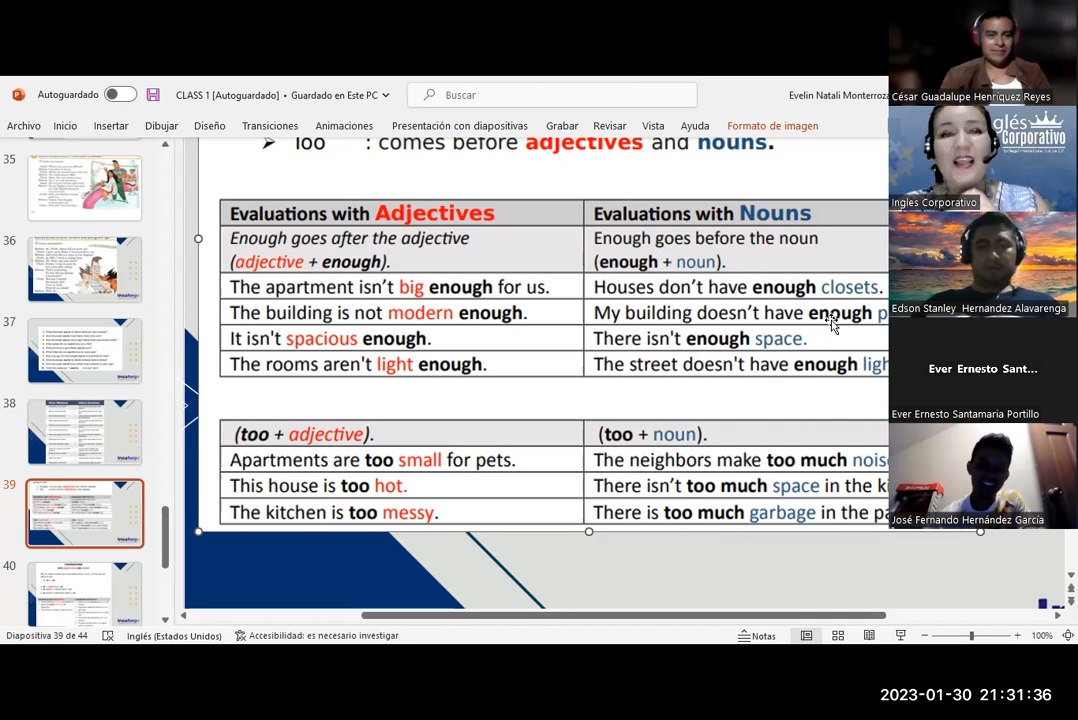 Autoguardado
CLASS 1 [Autoguardado] • Guardado en Este PC
Buscar
Evelin Natali
Archivo Inicio Insertar Dibujar Diseño Transiciones Animaciones Presentación con diapositivas Grabar Revisar Vista Ayuda Formato de imagen
: comes before adjectives and nouns.
Evaluations with Adjectives
Enough goes after the adjective
(adjective + enough).
The apartment isn't big enough for us.
The building is not modern enough.
It isn't spacious enough.
The rooms aren't light enough.
Evaluations with Nouns
Enough goes before the noun
(enough + noun).
Houses don't have enough closets.
My building doesn't have enough
There isn't enough space.
The street doesn't have enough
(too + adjective).
Apartments are too small for pets.
This house is too hot.
The kitchen is too messy.
(too + noun).
The neighbors make too much
There isn't too much space in the
There is too much garbage in the
35
36
37
38
39
40
César Guadalupe Henríquez Reyes
Inglés Corporativo
Ingles Corporativo
Edson Stanley Hernandez Alavarenga
Ever Ernesto Sant...
Ever Ernesto Santamaria Portillo
José Fernando Hernández García
Diapositiva 39 de 44
Inglés (Estados Unidos)
Accesibilidad: es necesario investigar
Notas
100%
2023-01-30 21:31:36